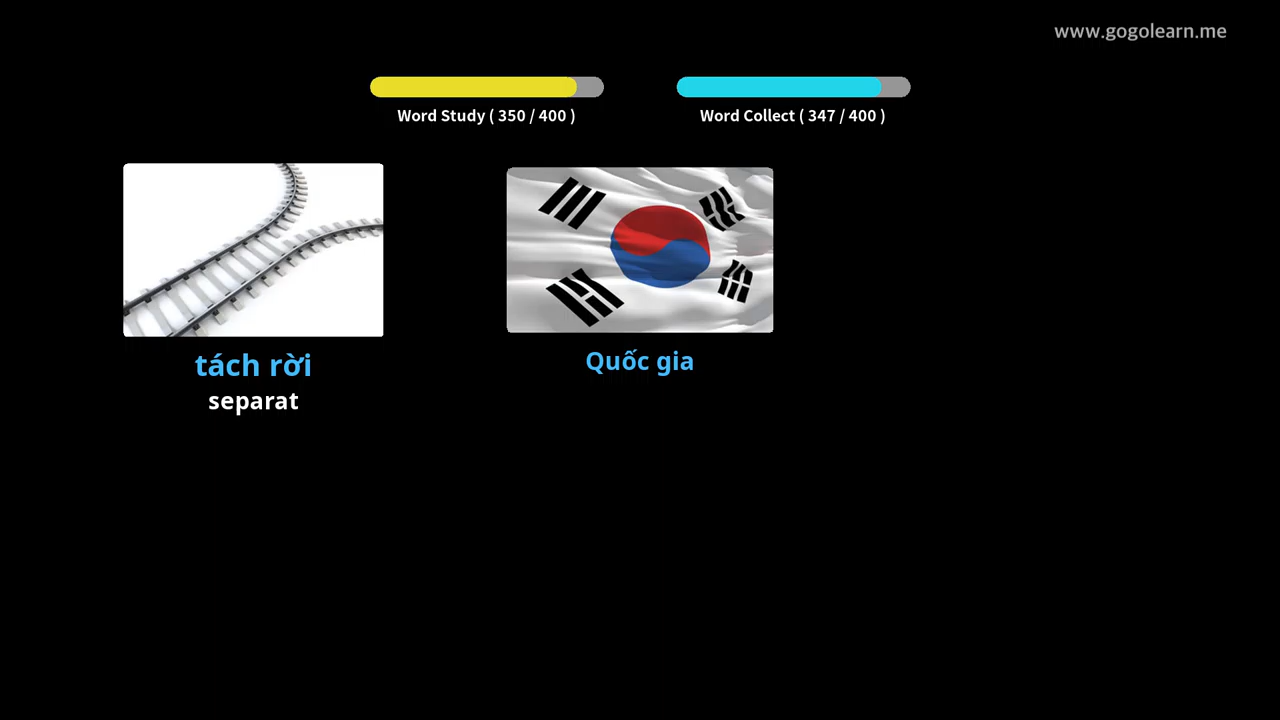 www.gogolearn.me
Word Study ( 350 / 400 )
Word Collect ( 347 / 400 )
tách rời
separat
Quốc gia